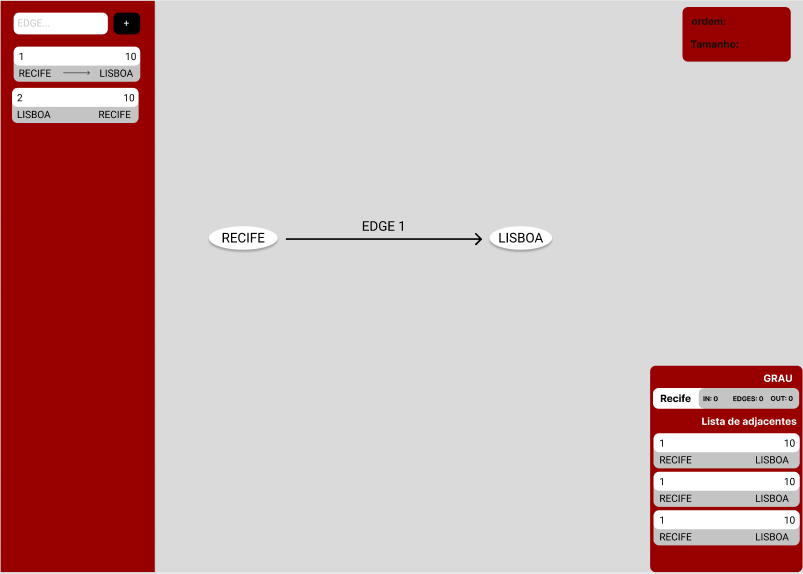 EDGE...
+
1 10
RECIFE LISBOA
2 10
LISBOA RECIFE
ordem:
Tamanho:
EDGE 1
RECIFE LISBOA
GRAU
Recife IN: 0 EDGES: 0 OUT: 0
Lista de adjacentes
1 10
RECIFE LISBOA
1 10
RECIFE LISBOA
1 10
RECIFE LISBOA